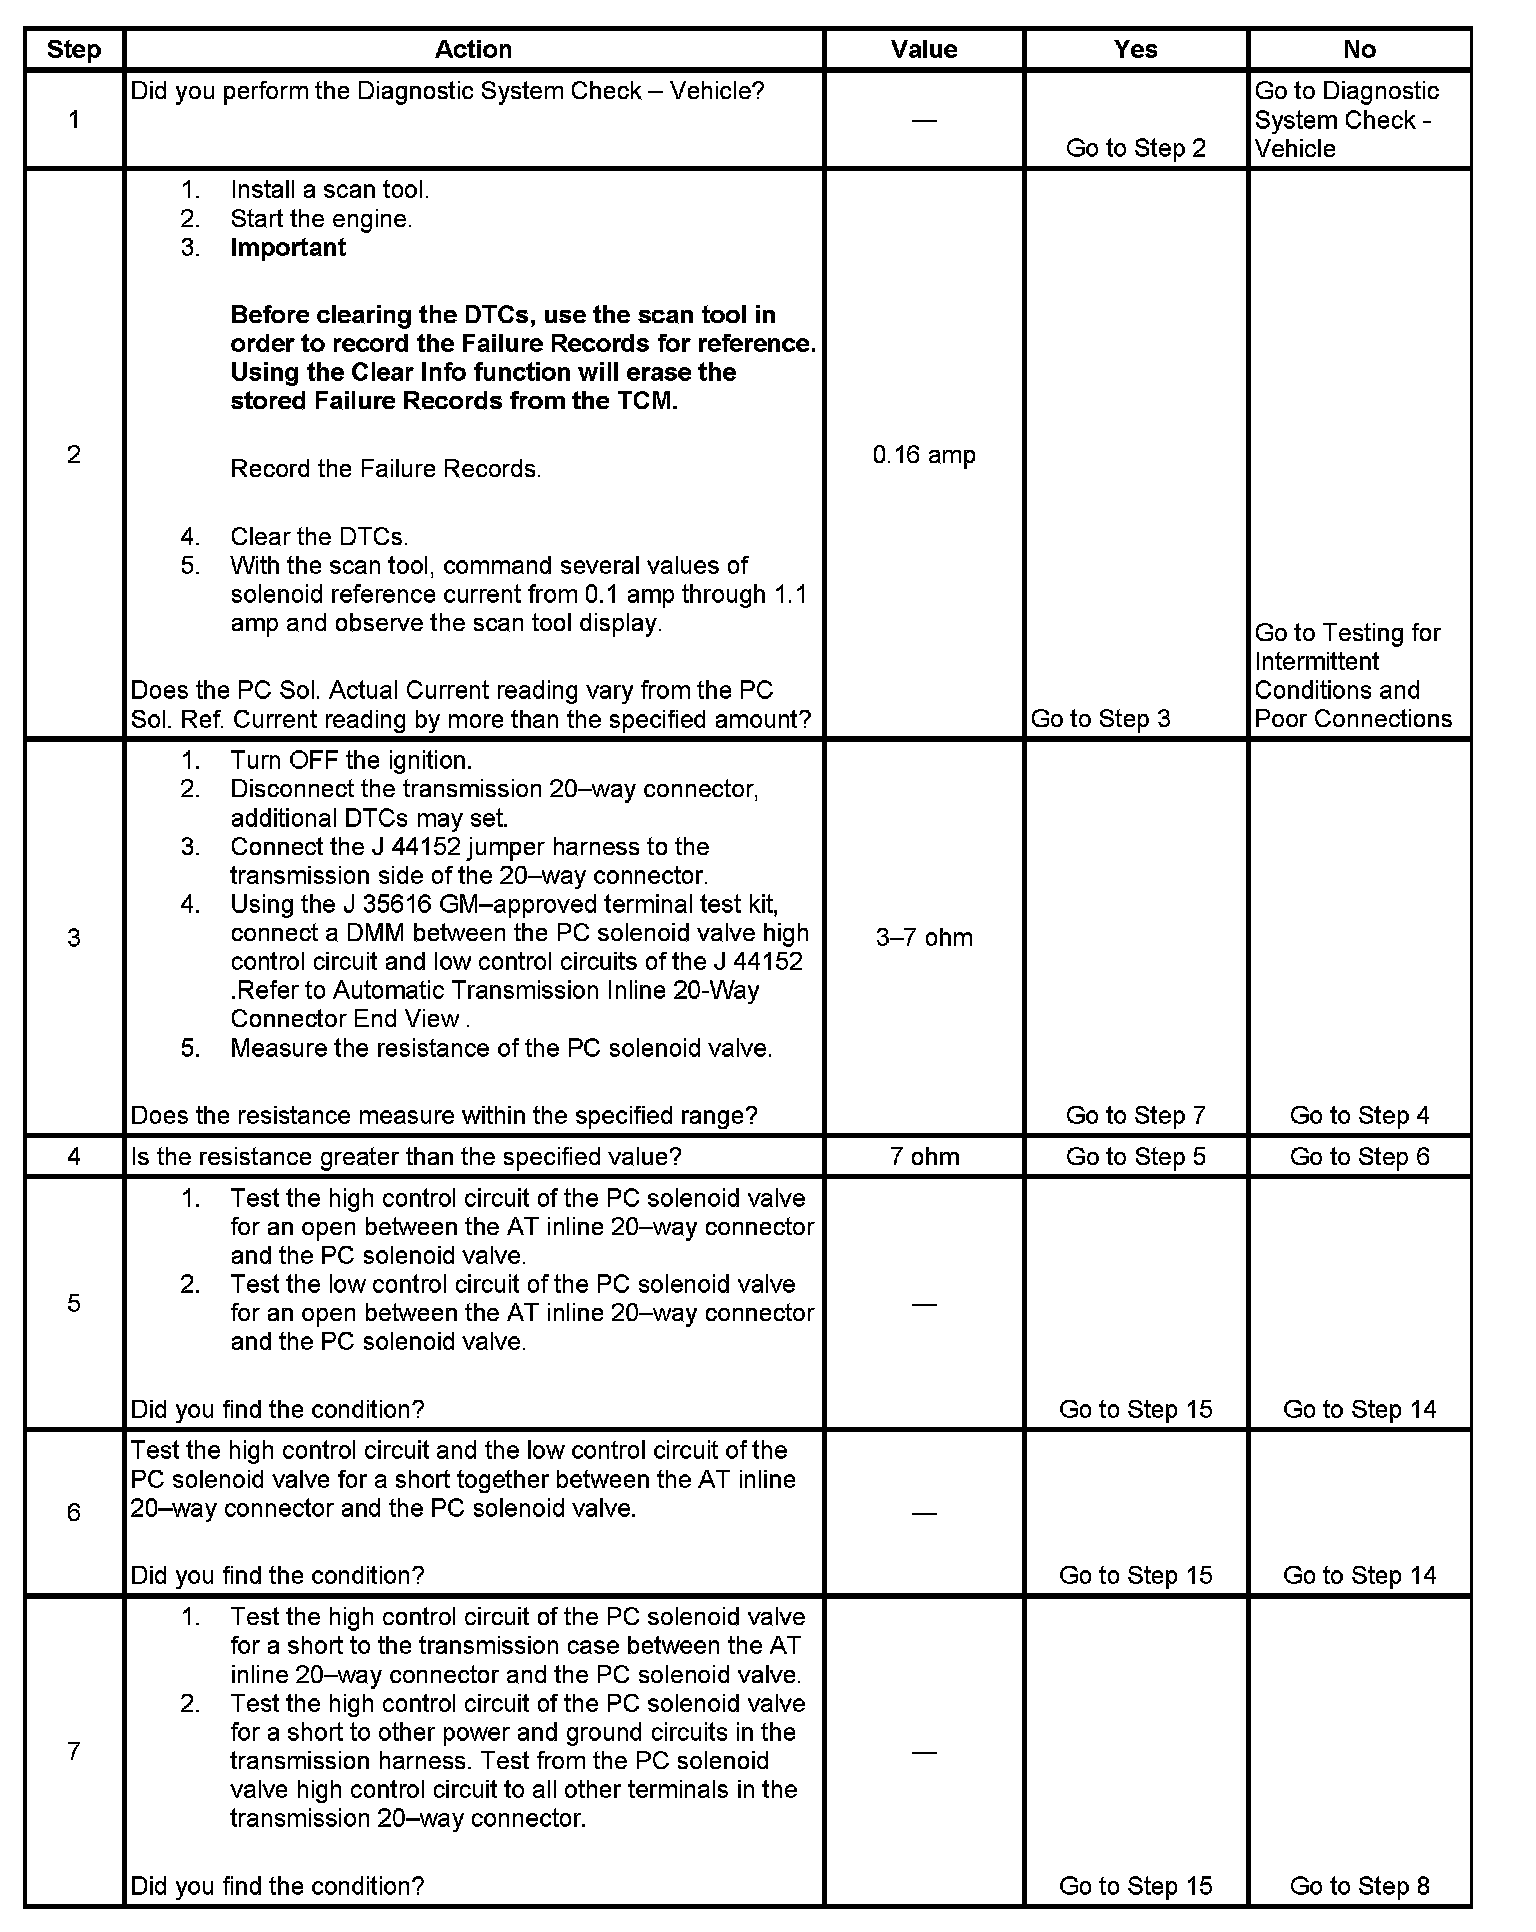 Step Action Value Yes No
Did you perform the Diagnostic System Check – Vehicle?
1
—
Go to Step 2
Go to Diagnostic
System Check -
Vehicle
2
1. Install a scan tool.
2. Start the engine.
3. Important
Before clearing the DTCs, use the scan tool in
order to record the Failure Records for reference.
Using the Clear Info function will erase the
stored Failure Records from the TCM.
Record the Failure Records.
4. Clear the DTCs.
5. With the scan tool, command several values of
solenoid reference current from 0.1 amp through 1.1
amp and observe the scan tool display.
Does the PC Sol. Actual Current reading vary from the PC
Sol. Ref. Current reading by more than the specified amount?
0.16 amp
Go to Step 3
Go to Testing for
Intermittent
Conditions and
Poor Connections
3
1. Turn OFF the ignition.
2. Disconnect the transmission 20–way connector,
additional DTCs may set.
3. Connect the J 44152 jumper harness to the
transmission side of the 20–way connector.
4. Using the J 35616 GM–approved terminal test kit,
connect a DMM between the PC solenoid valve high
control circuit and low control circuits of the J 44152
.Refer to Automatic Transmission Inline 20-Way
Connector End View .
5. Measure the resistance of the PC solenoid valve.
Does the resistance measure within the specified range?
3–7 ohm
Go to Step 7
Go to Step 4
4 Is the resistance greater than the specified value? 7 ohm Go to Step 5 Go to Step 6
5
1. Test the high control circuit of the PC solenoid valve
for an open between the AT inline 20–way connector
and the PC solenoid valve.
2. Test the low control circuit of the PC solenoid valve
for an open between the AT inline 20–way connector
and the PC solenoid valve.
Did you find the condition?
—
Go to Step 15
Go to Step 14
6
Test the high control circuit and the low control circuit of the
PC solenoid valve for a short together between the AT inline
20–way connector and the PC solenoid valve.
Did you find the condition?
—
Go to Step 15
Go to Step 14
7
1. Test the high control circuit of the PC solenoid valve
for a short to the transmission case between the AT
inline 20–way connector and the PC solenoid valve.
2. Test the high control circuit of the PC solenoid valve
for a short to other power and ground circuits in the
transmission harness. Test from the PC solenoid
valve high control circuit to all other terminals in the
transmission 20–way connector.
Did you find the condition?
—
Go to Step 15
Go to Step 8